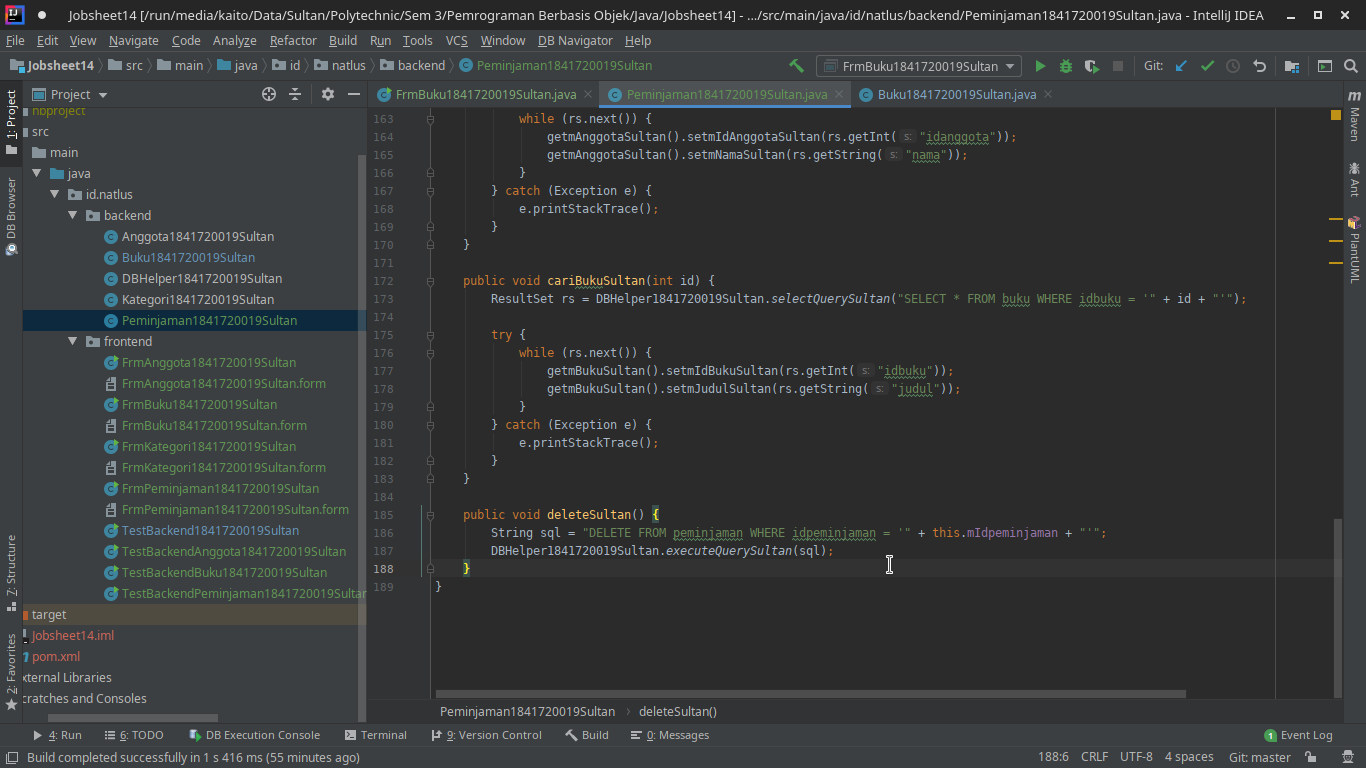 Jobsheet14 [/run/media/kaito/Data/Sultan/Polytechnic/Sem 3/Pemrograman Berbasis Objek/Java/Jobsheet14] - .../src/main/java/id/natlus/backend/Peminjaman1841720019Sultan.java - IntelliJ IDEA
File Edit View Navigate Code Analyze Refactor Build Run Tools VCS Window DB Navigator Help
Jobsheet14 src main java id natlus backend Peminjaman1841720019Sultan FrmBuku1841720019Sultan Git:
1: Project
DB Browser
7: Structure
2: Favorites
Project
nbproject
src
main
java
id.natlus
backend
Anggota1841720019Sultan
Buku1841720019Sultan
DBHelper1841720019Sultan
Kategori1841720019Sultan
Peminjaman1841720019Sultan
frontend
FrmAnggota1841720019Sultan
FrmAnggota1841720019Sultan.form
FrmBuku1841720019Sultan
FrmBuku1841720019Sultan.form
FrmKategori1841720019Sultan
FrmKategori1841720019Sultan.form
FrmPeminjaman1841720019Sultan
FrmPeminjaman1841720019Sultan.form
TestBackend1841720019Sultan
TestBackendAnggota1841720019Sultan
TestBackendBuku1841720019Sultan
TestBackendPeminjaman1841720019Sultan
target
Jobsheet14.iml
pom.xml
xternal Libraries
cratches and Consoles
FrmBuku1841720019Sultan.java Peminjaman1841720019Sultan.java Buku1841720019Sultan.java
163 while (rs.next()) {
164 getmAnggotaSultan().setmIdAnggotaSultan(rs.getInt( s: "idanggota"));
165 getmAnggotaSultan().setmNamaSultan(rs.getString( s: "nama"));
166 }
167 } catch (Exception e) {
168 e.printStackTrace();
169 }
170 }
171
172 public void cariBukuSultan(int id) {
173 ResultSet rs = DBHelper1841720019Sultan.selectQuerySultan("SELECT * FROM buku WHERE idbuku = '" + id + "'");
174
175 try {
176 while (rs.next()) {
177 getmBukuSultan().setmIdBukuSultan(rs.getInt( s: "idbuku"));
178 getmBukuSultan().setmJudulSultan(rs.getString( s: "judul"));
179 }
180 } catch (Exception e) {
181 e.printStackTrace();
182 }
183 }
184
185 public void deleteSultan() {
186 String sql = "DELETE FROM peminjaman WHERE idpeminjaman = '" + this.mIdpeminjaman + "'";
187 DBHelper1841720019Sultan.executeQuerySultan(sql);
188 }
189 }
Maven
Ant
PlantUML
Peminjaman1841720019Sultan deleteSultan()
4: Run 6: TODO DB Execution Console Terminal 9: Version Control Build 0: Messages 1 Event Log
Build completed successfully in 1 s 416 ms (55 minutes ago) 188:6 CRLF UTF-8 4 spaces Git: master